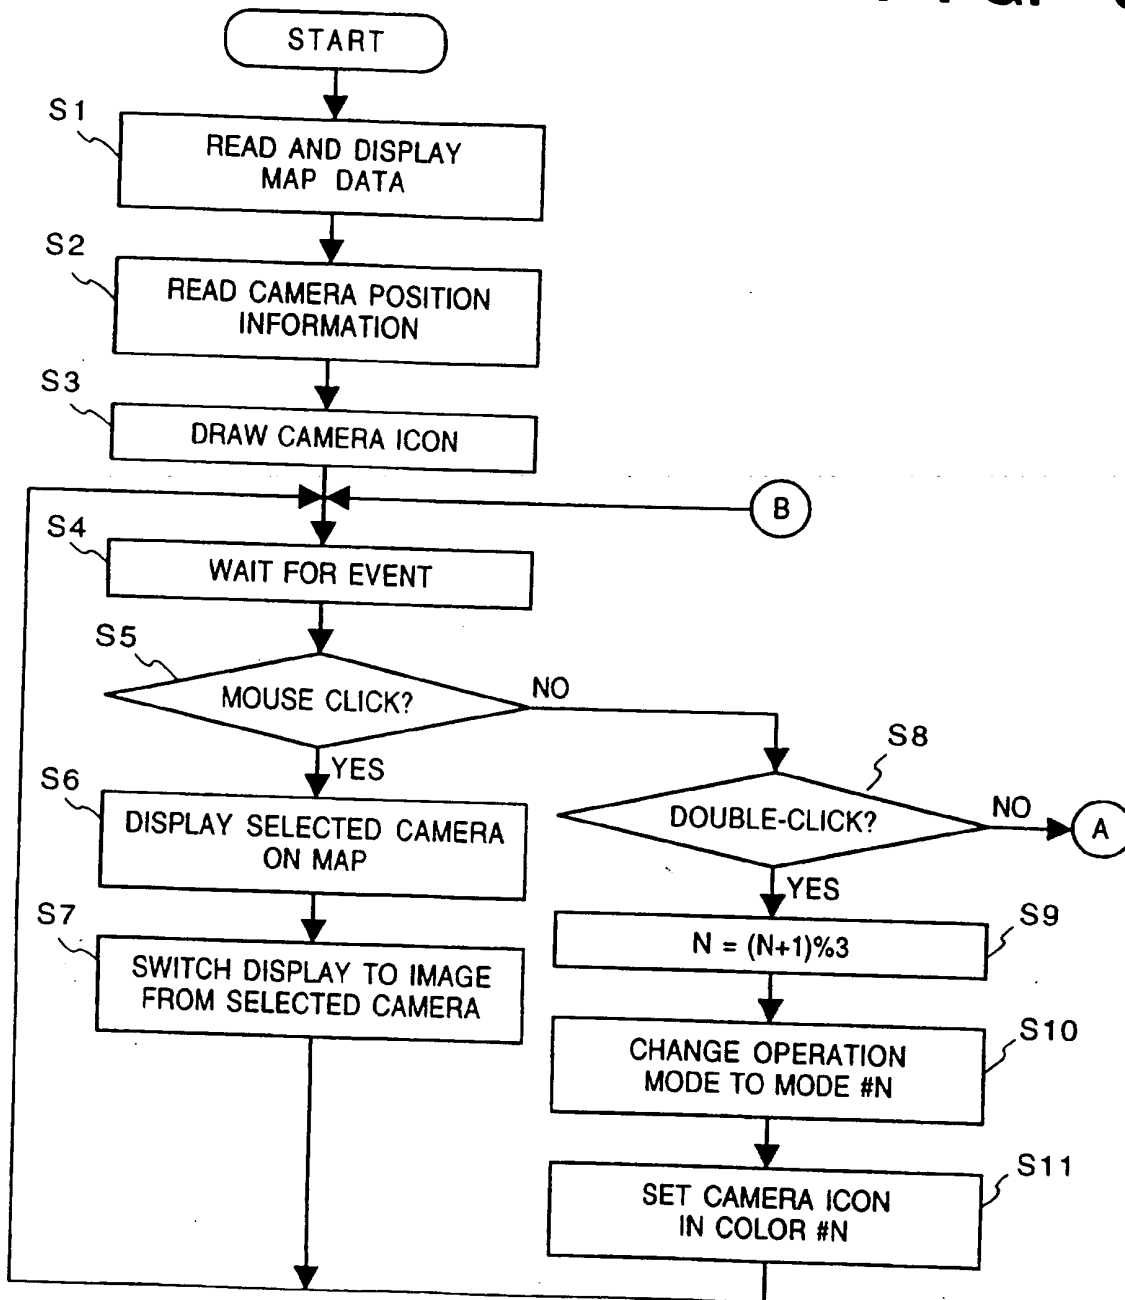 START
S1
READ AND DISPLAY
MAP DATA
S2
READ CAMERA POSITION
INFORMATION
S3
DRAW CAMERA ICON
B
S4
WAIT FOR EVENT
S5
MOUSE CLICK?
NO
YES
S8
DOUBLE-CLICK?
NO
A
YES
S6
DISPLAY SELECTED CAMERA
ON MAP
S7
SWITCH DISPLAY TO IMAGE
FROM SELECTED CAMERA
S9
N = (N+1)%3
S10
CHANGE OPERATION
MODE TO MODE #N
S11
SET CAMERA ICON
IN COLOR #N